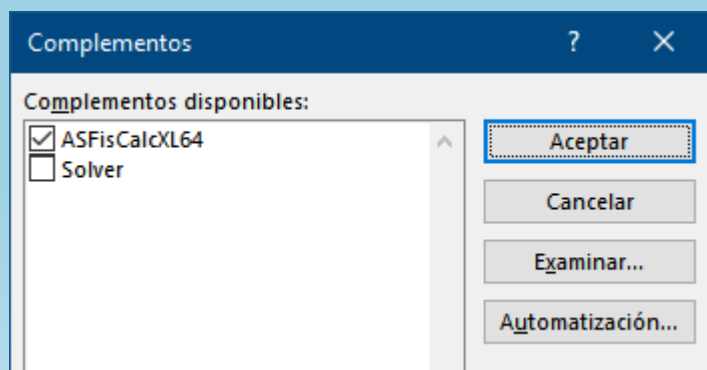 Complementos
?
Complementos disponibles:
ASFisCalcXL64
Solver
Aceptar
Cancelar
Examinar...
Automatización...